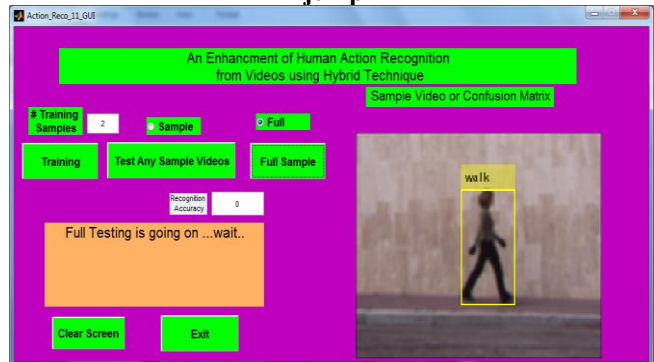 Action_Reco_11_GUI
An Enhancment of Human Action Recognition
from Videos using Hybrid Technique
Sample Video or Confusion Matrix
# Training
Samples
2
Sample
Full
Training
Test Any Sample Videos
Full Sample
walk
Recognition
Accuracy
0
Full Testing is going on ...wait..
Clear Screen
Exit